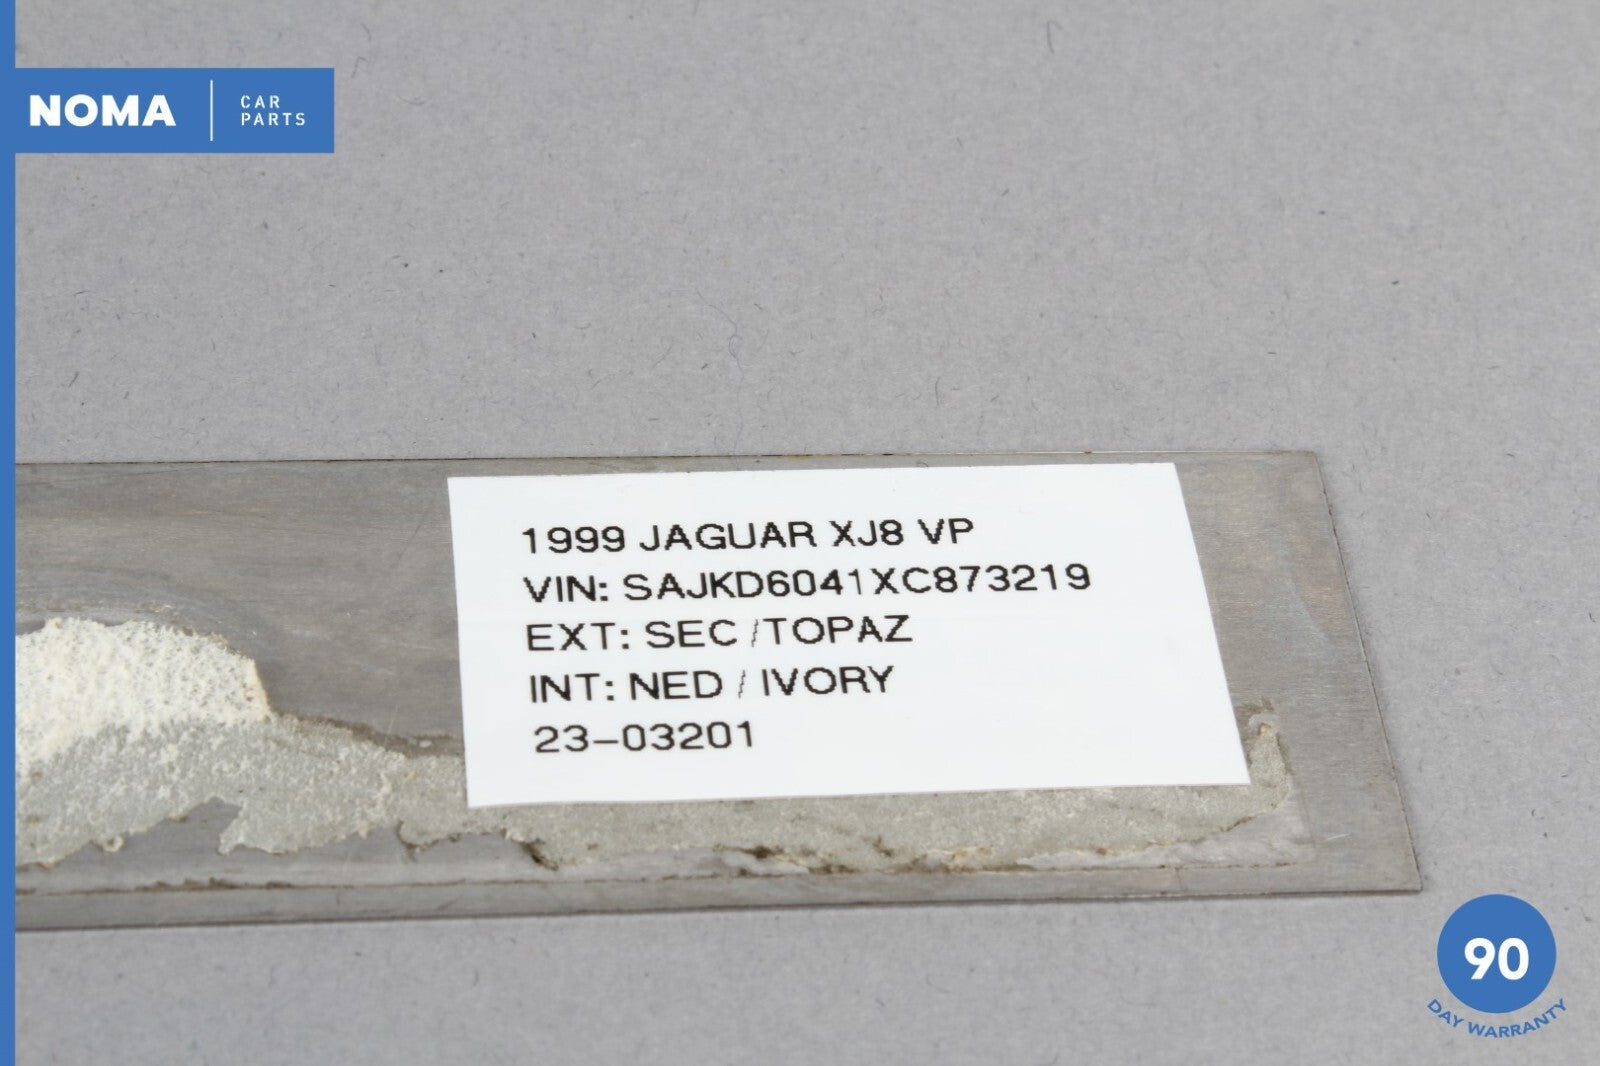 NOMA
CAR
PARTS
1999 JAGUAR XJ8 VP
VIN: SAJKD6041XC873219
EXT: SEC /TOPAZ
INT: NED / IVORY
23-03201
90
DAY WARRANTY